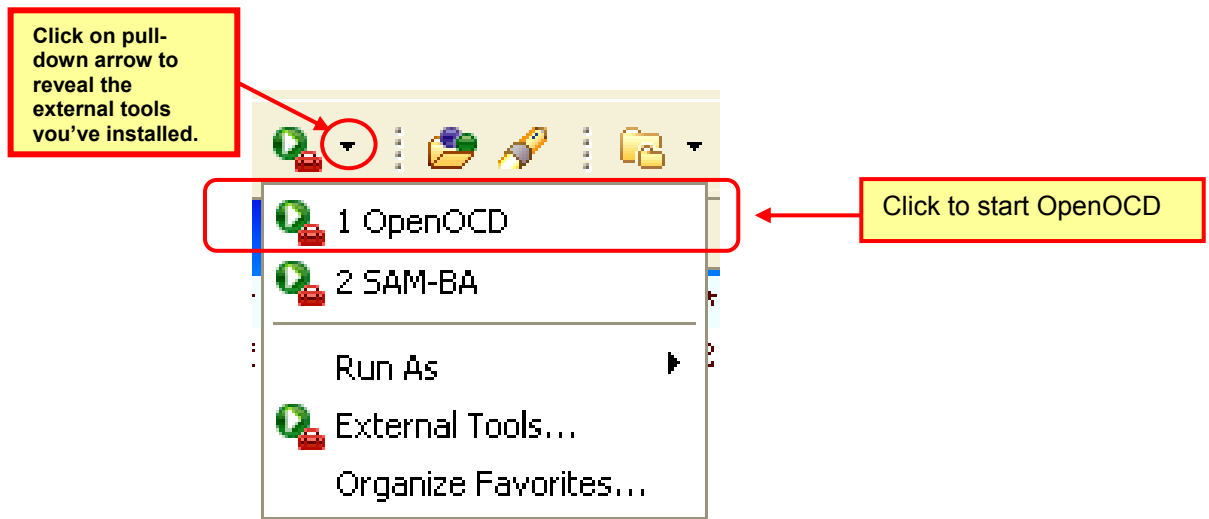 Click on pull-
down arrow to
reveal the
external tools
you've installed.
1 OpenOCD
Click to start OpenOCD
2 SAM-BA
Run As
External Tools...
Organize Favorites...